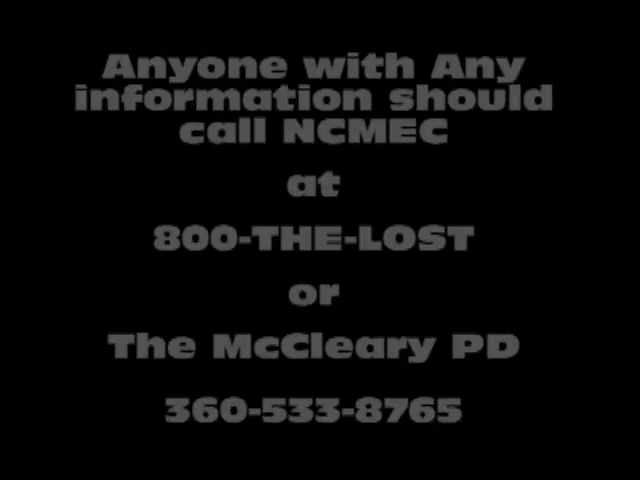 Anyone with Any
information should
call NCMEC
at
800-THE-LOST
or
The McCleary PD
360-533-8765